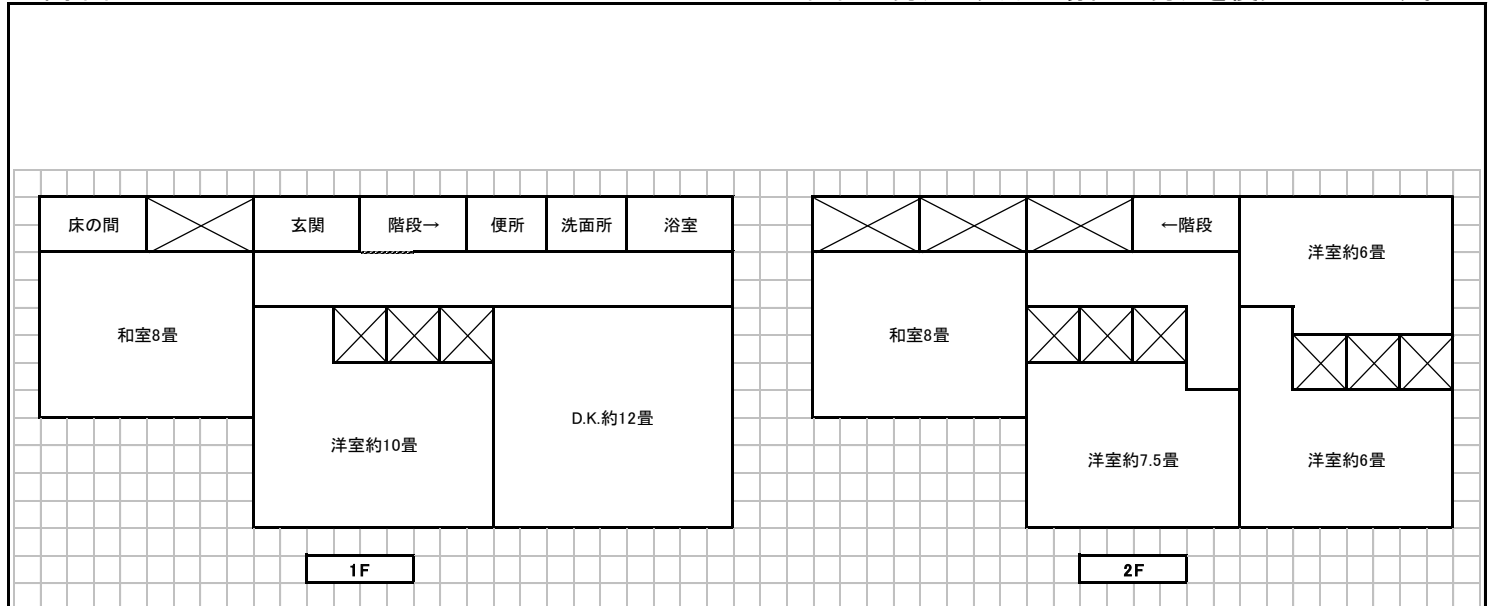 床の間
玄関
階段→
便所
洗面所
浴室
和室8畳
洋室約10畳
D.K.約12畳
1F
←階段
洋室約6畳
和室8畳
洋室約7.5畳
洋室約6畳
2F